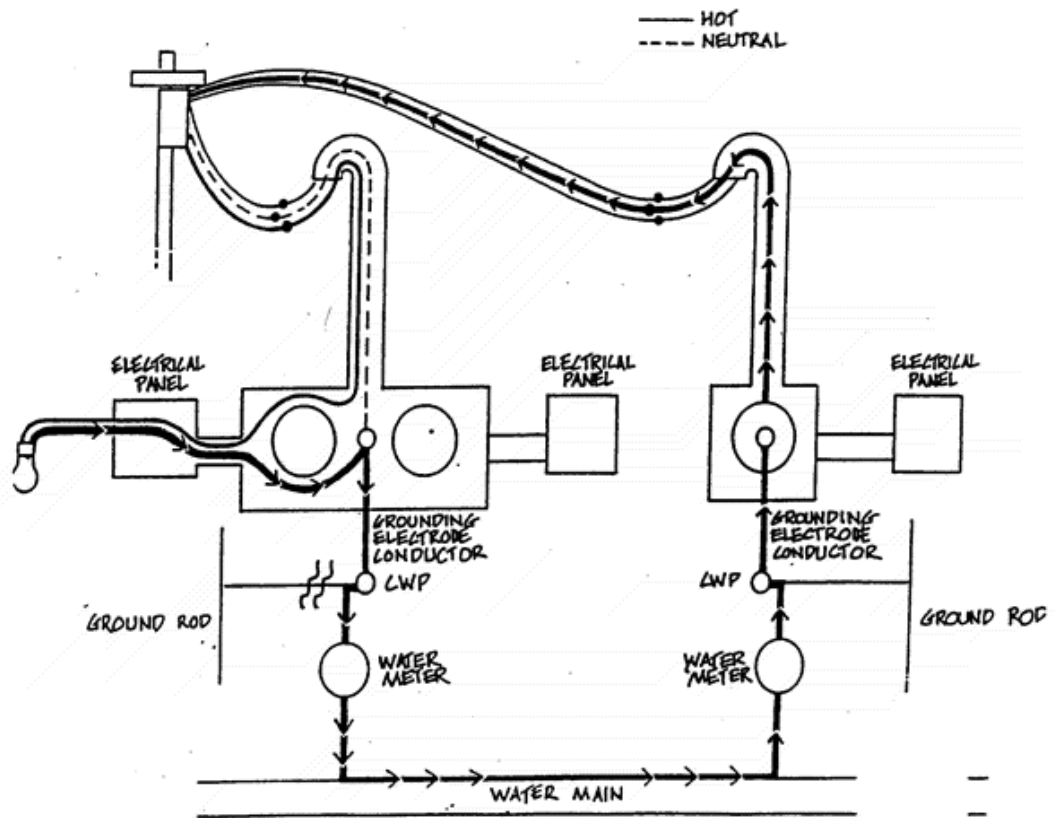 HOT
NEUTRAL
ELECTRICAL
PANEL
ELECTRICAL
PANEL
ELECTRICAL
PANEL
GROUNDING
ELECTRODE
CONDUCTOR
GROUNDING
ELECTRODE
CONDUCTOR
CWP
CWP
GROUND ROD
GROUND ROD
WATER
METER
WATER
METER
WATER MAIN